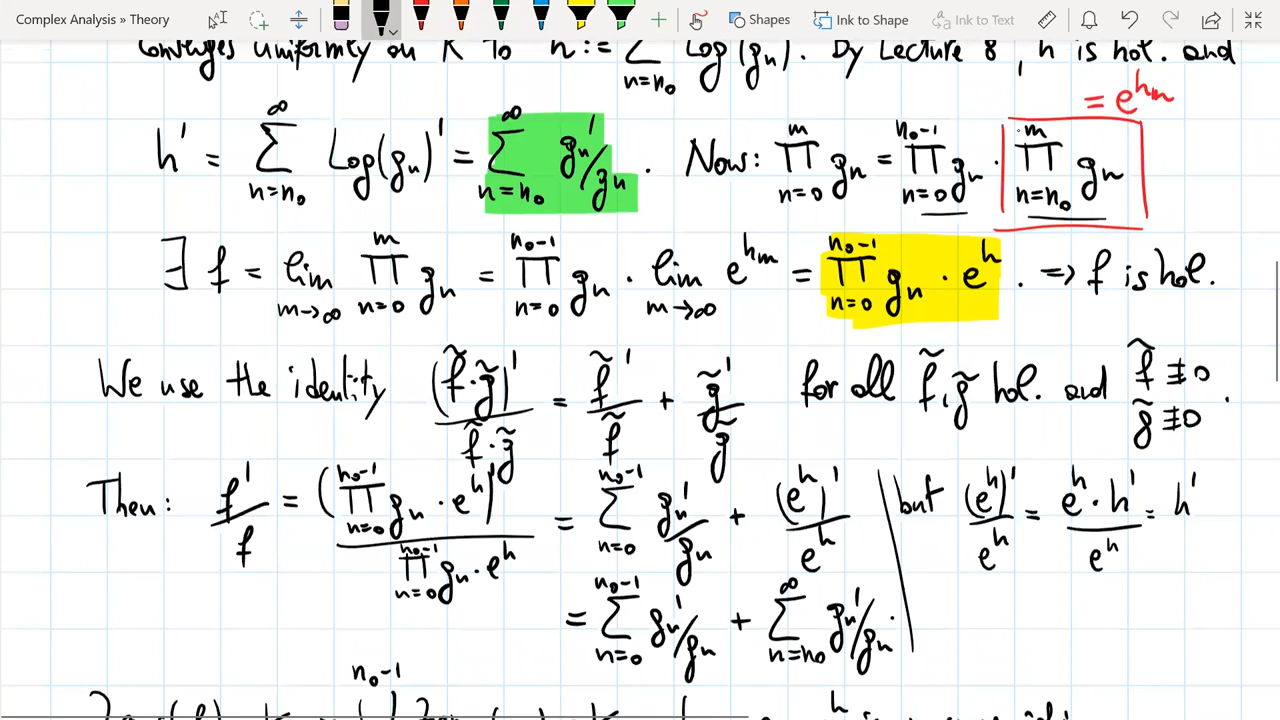 Complex Analysis » Theory
Shapes
Ink to Shape
Ink to Text
converges uniformly on K to h := ∑_{n=n₀} Log(gₙ). By Lecture 8, h is hol. and
= e^{hₘ}
h' = ∑_{n=n₀}^{∞} Log(gₙ)' = ∑_{n=n₀}^{∞} gₙ'/gₙ . Now: ∏_{n=0}^{m} gₙ = ∏_{n=0}^{n₀-1} gₙ · ∏_{n=n₀}^{m} gₙ
∃ f = lim_{m→∞} ∏_{n=0}^{m} gₙ = ∏_{n=0}^{n₀-1} gₙ · lim_{m→∞} e^{hₘ} = ∏_{n=0}^{n₀-1} gₙ · e^h . ⟹ f is hol.
We use the identity (f̃·g̃)'/(f̃·g̃) = f̃'/f̃ + g̃'/g̃ for all f̃, g̃ hol. and f̃ ≢ 0 g̃ ≢ 0 .
Then: f'/f = (∏_{n=0}^{n₀-1} gₙ · e^h)' / (∏_{n=0}^{n₀-1} gₙ · e^h) = ∑_{n=0}^{n₀-1} gₙ'/gₙ + (e^h)'/e^h | but (e^h)'/e^h = e^h · h'/e^h = h'
= ∑_{n=0}^{n₀-1} gₙ'/gₙ + ∑_{n=n₀}^{∞} gₙ'/gₙ .
n₀-1